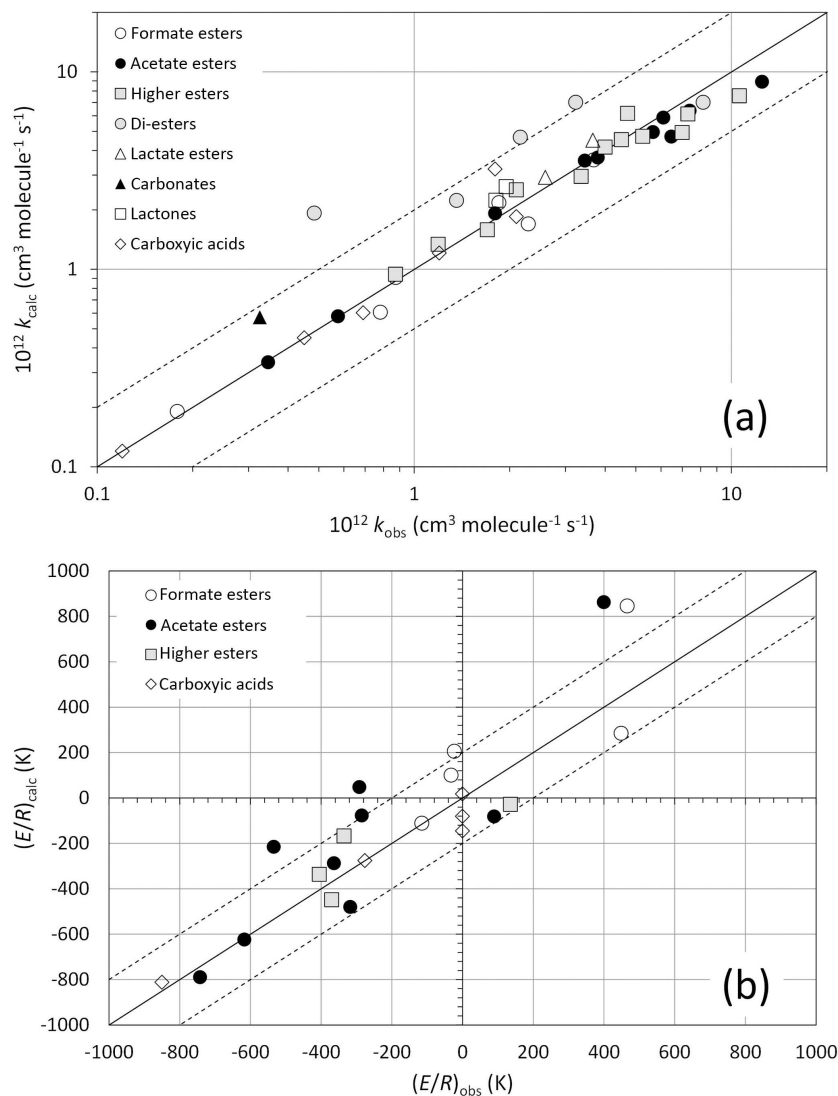 (a)
Formate esters
Acetate esters
Higher esters
Di-esters
Lactate esters
Carbonates
Lactones
Carboxyic acids
10
1
0.1
10¹² k_calc (cm³ molecule⁻¹ s⁻¹)
0.1 1 10
10¹² k_obs (cm³ molecule⁻¹ s⁻¹)
(b)
Formate esters
Acetate esters
Higher esters
Carboxyic acids
1000
800
600
400
200
0
-200
-400
-600
-800
-1000
(E/R)_calc (K)
-1000 -800 -600 -400 -200 0 200 400 600 800 1000
(E/R)_obs (K)